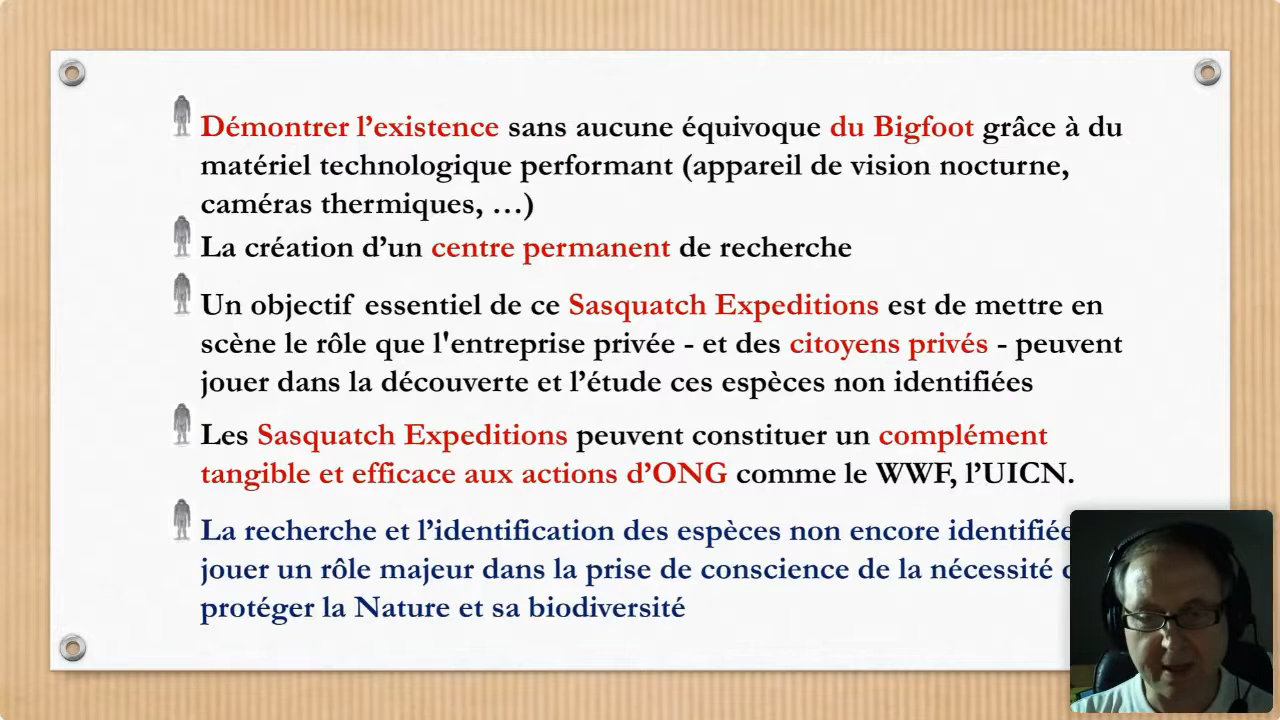 Démontrer l’existence sans aucune équivoque du Bigfoot grâce à du
matériel technologique performant (appareil de vision nocturne,
caméras thermiques, …)
La création d’un centre permanent de recherche
Un objectif essentiel de ce Sasquatch Expeditions est de mettre en
scène le rôle que l'entreprise privée - et des citoyens privés - peuvent
jouer dans la découverte et l’étude ces espèces non identifiées
Les Sasquatch Expeditions peuvent constituer un complément
tangible et efficace aux actions d’ONG comme le WWF, l’UICN.
La recherche et l’identification des espèces non encore
jouer un rôle majeur dans la prise de conscience de la nécessité
protéger la Nature et sa biodiversité